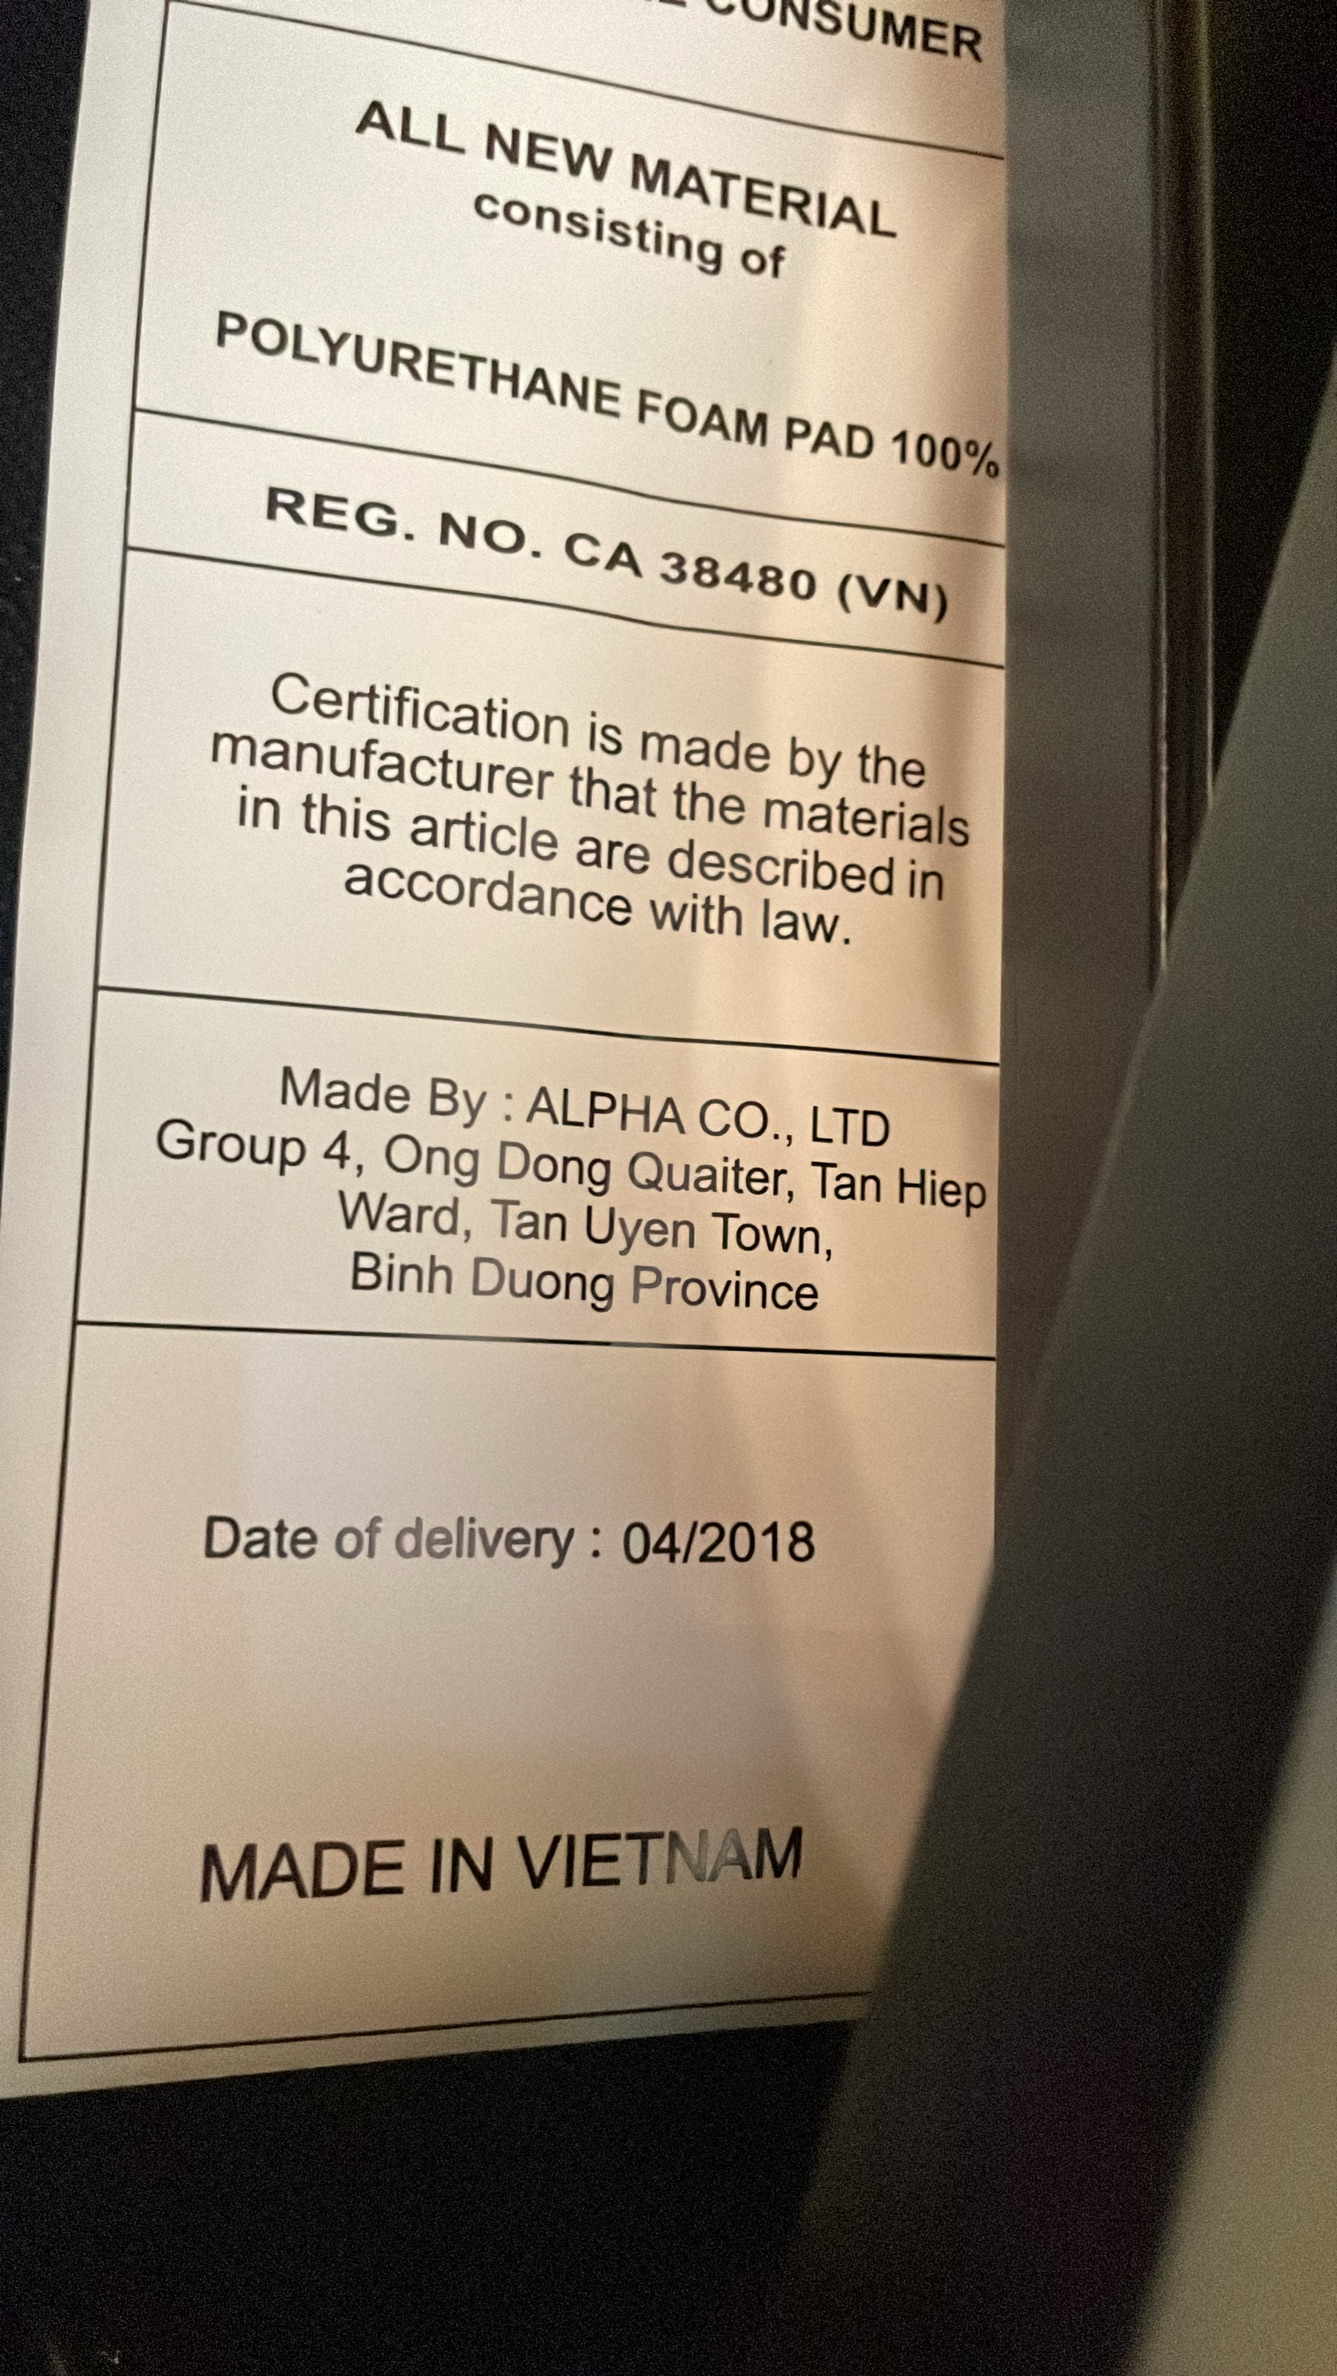 CONSUMER
ALL NEW MATERIAL
consisting of
POLYURETHANE FOAM PAD 100%
REG. NO. CA 38480 (VN)
Certification is made by the
manufacturer that the materials
in this article are described in
accordance with law.
Made By : ALPHA CO., LTD
Group 4, Ong Dong Quaiter, Tan Hiep
Ward, Tan Uyen Town,
Binh Duong Province
Date of delivery : 04/2018
MADE IN VIETNAM